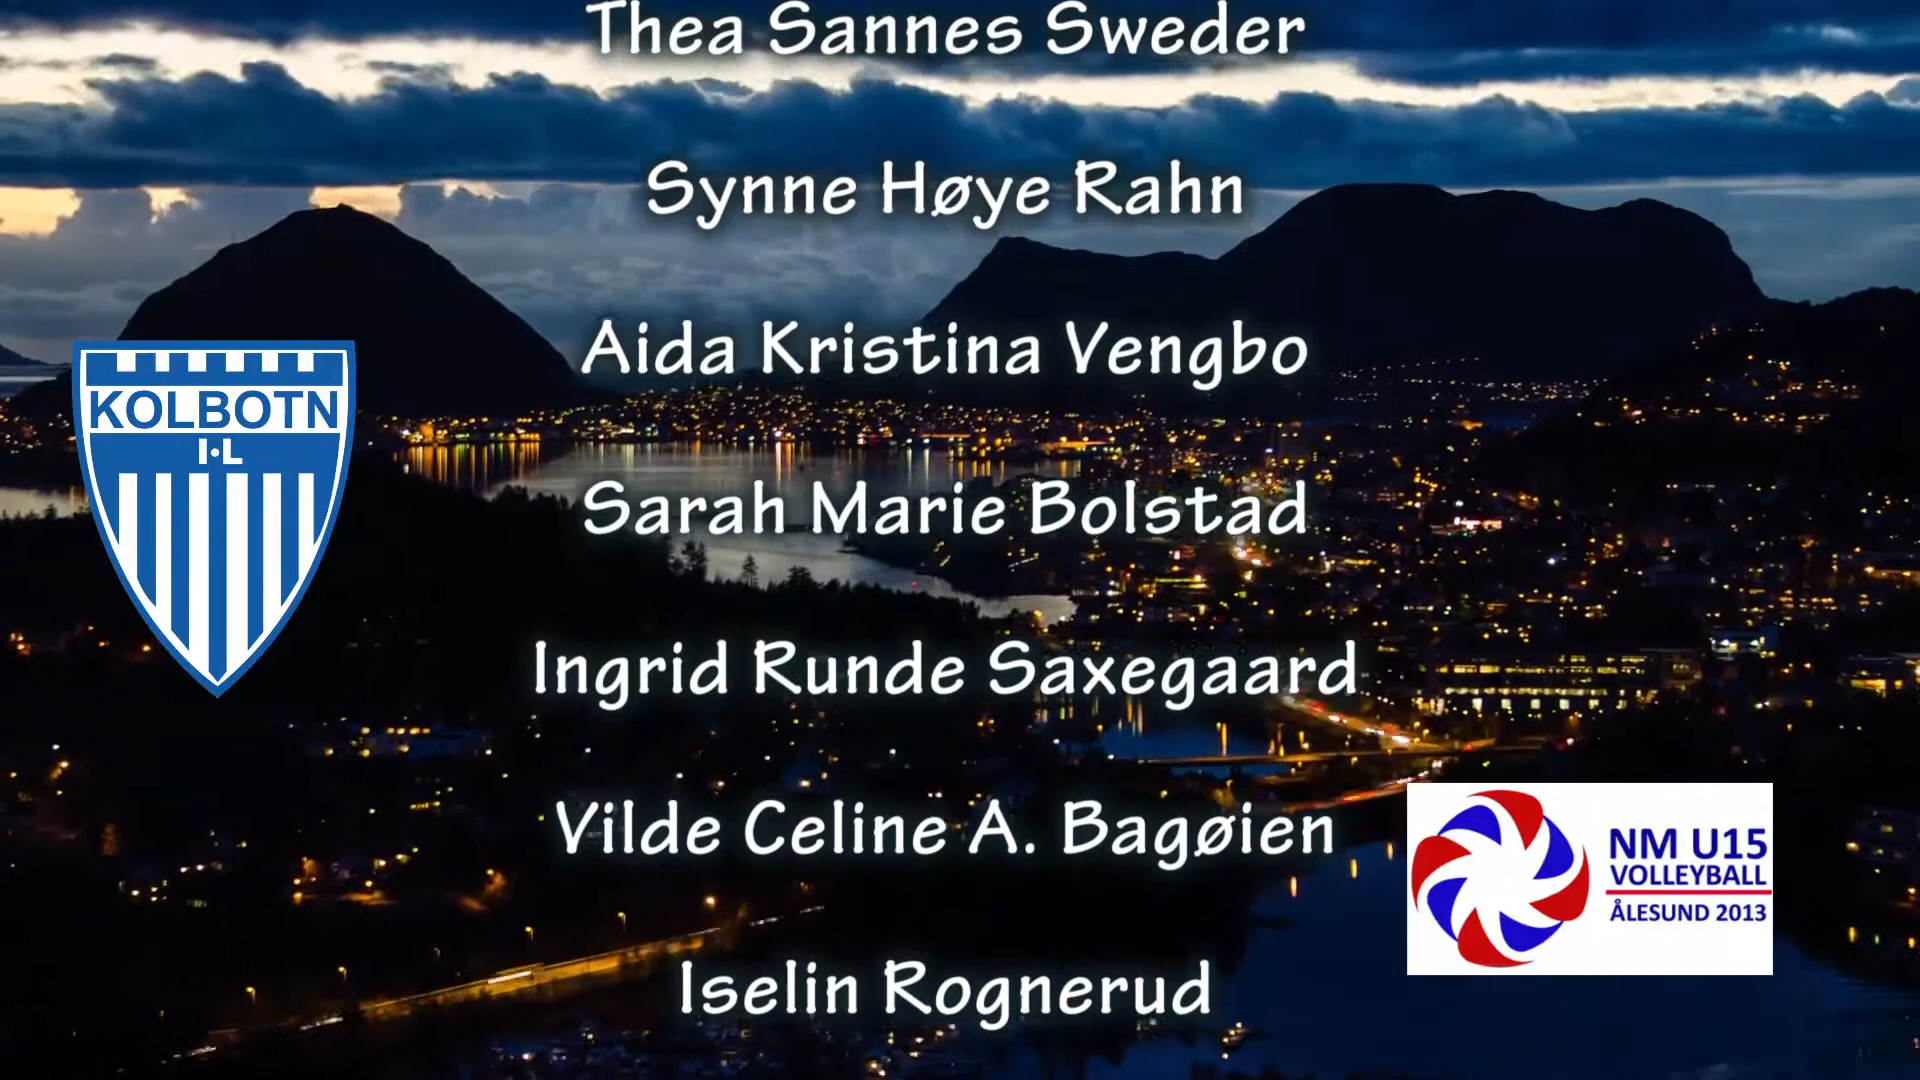 Thea Sannes Sweder
Synne Høye Rahn
Aida Kristina Vengbo
KOLBOTN
I·L
Sarah Marie Bolstad
Ingrid Runde Saxegaard
Vilde Celine A. Bagøien
NM U15
VOLLEYBALL
ÅLESUND 2013
Iselin Rognerud